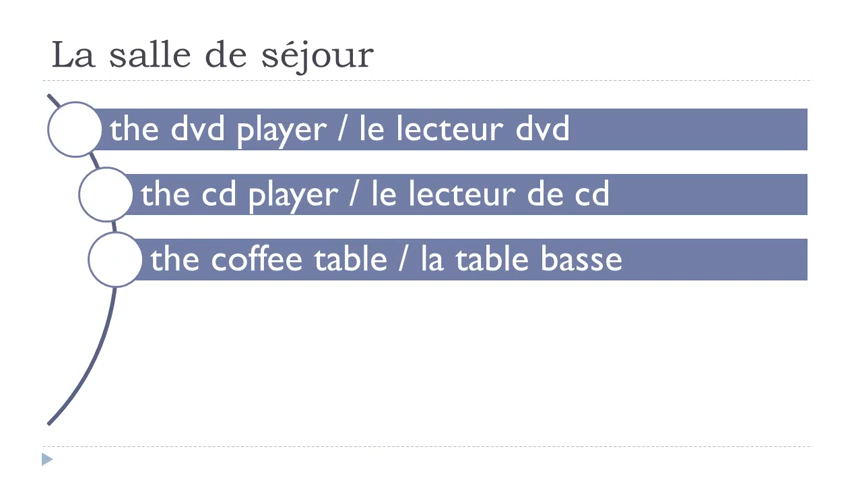 La salle de séjour
the dvd player / le lecteur dvd
the cd player / le lecteur de cd
the coffee table / la table basse